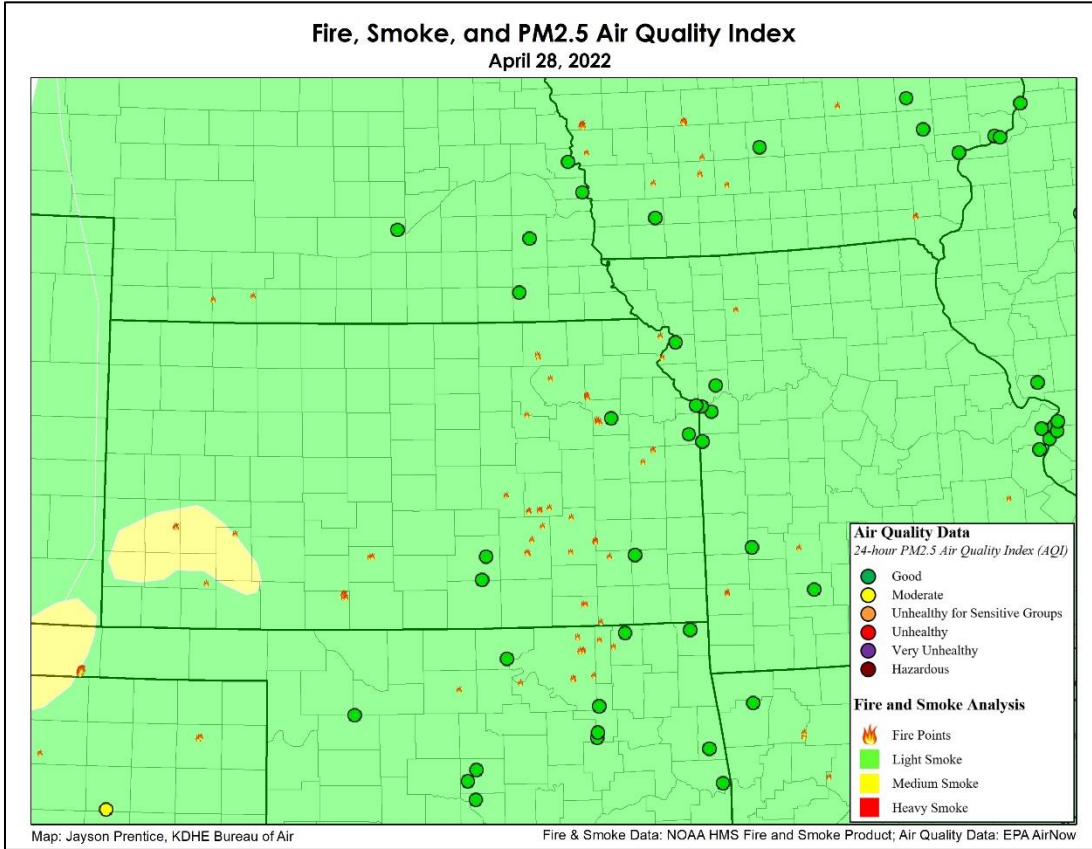 Fire, Smoke, and PM2.5 Air Quality Index
April 28, 2022
Air Quality Data
24-hour PM2.5 Air Quality Index (AQI)
Good
Moderate
Unhealthy for Sensitive Groups
Unhealthy
Very Unhealthy
Hazardous
Fire and Smoke Analysis
Fire Points
Light Smoke
Medium Smoke
Heavy Smoke
Map: Jayson Prentice, KDHE Bureau of Air
Fire & Smoke Data: NOAA HMS Fire and Smoke Product; Air Quality Data: EPA AirNow